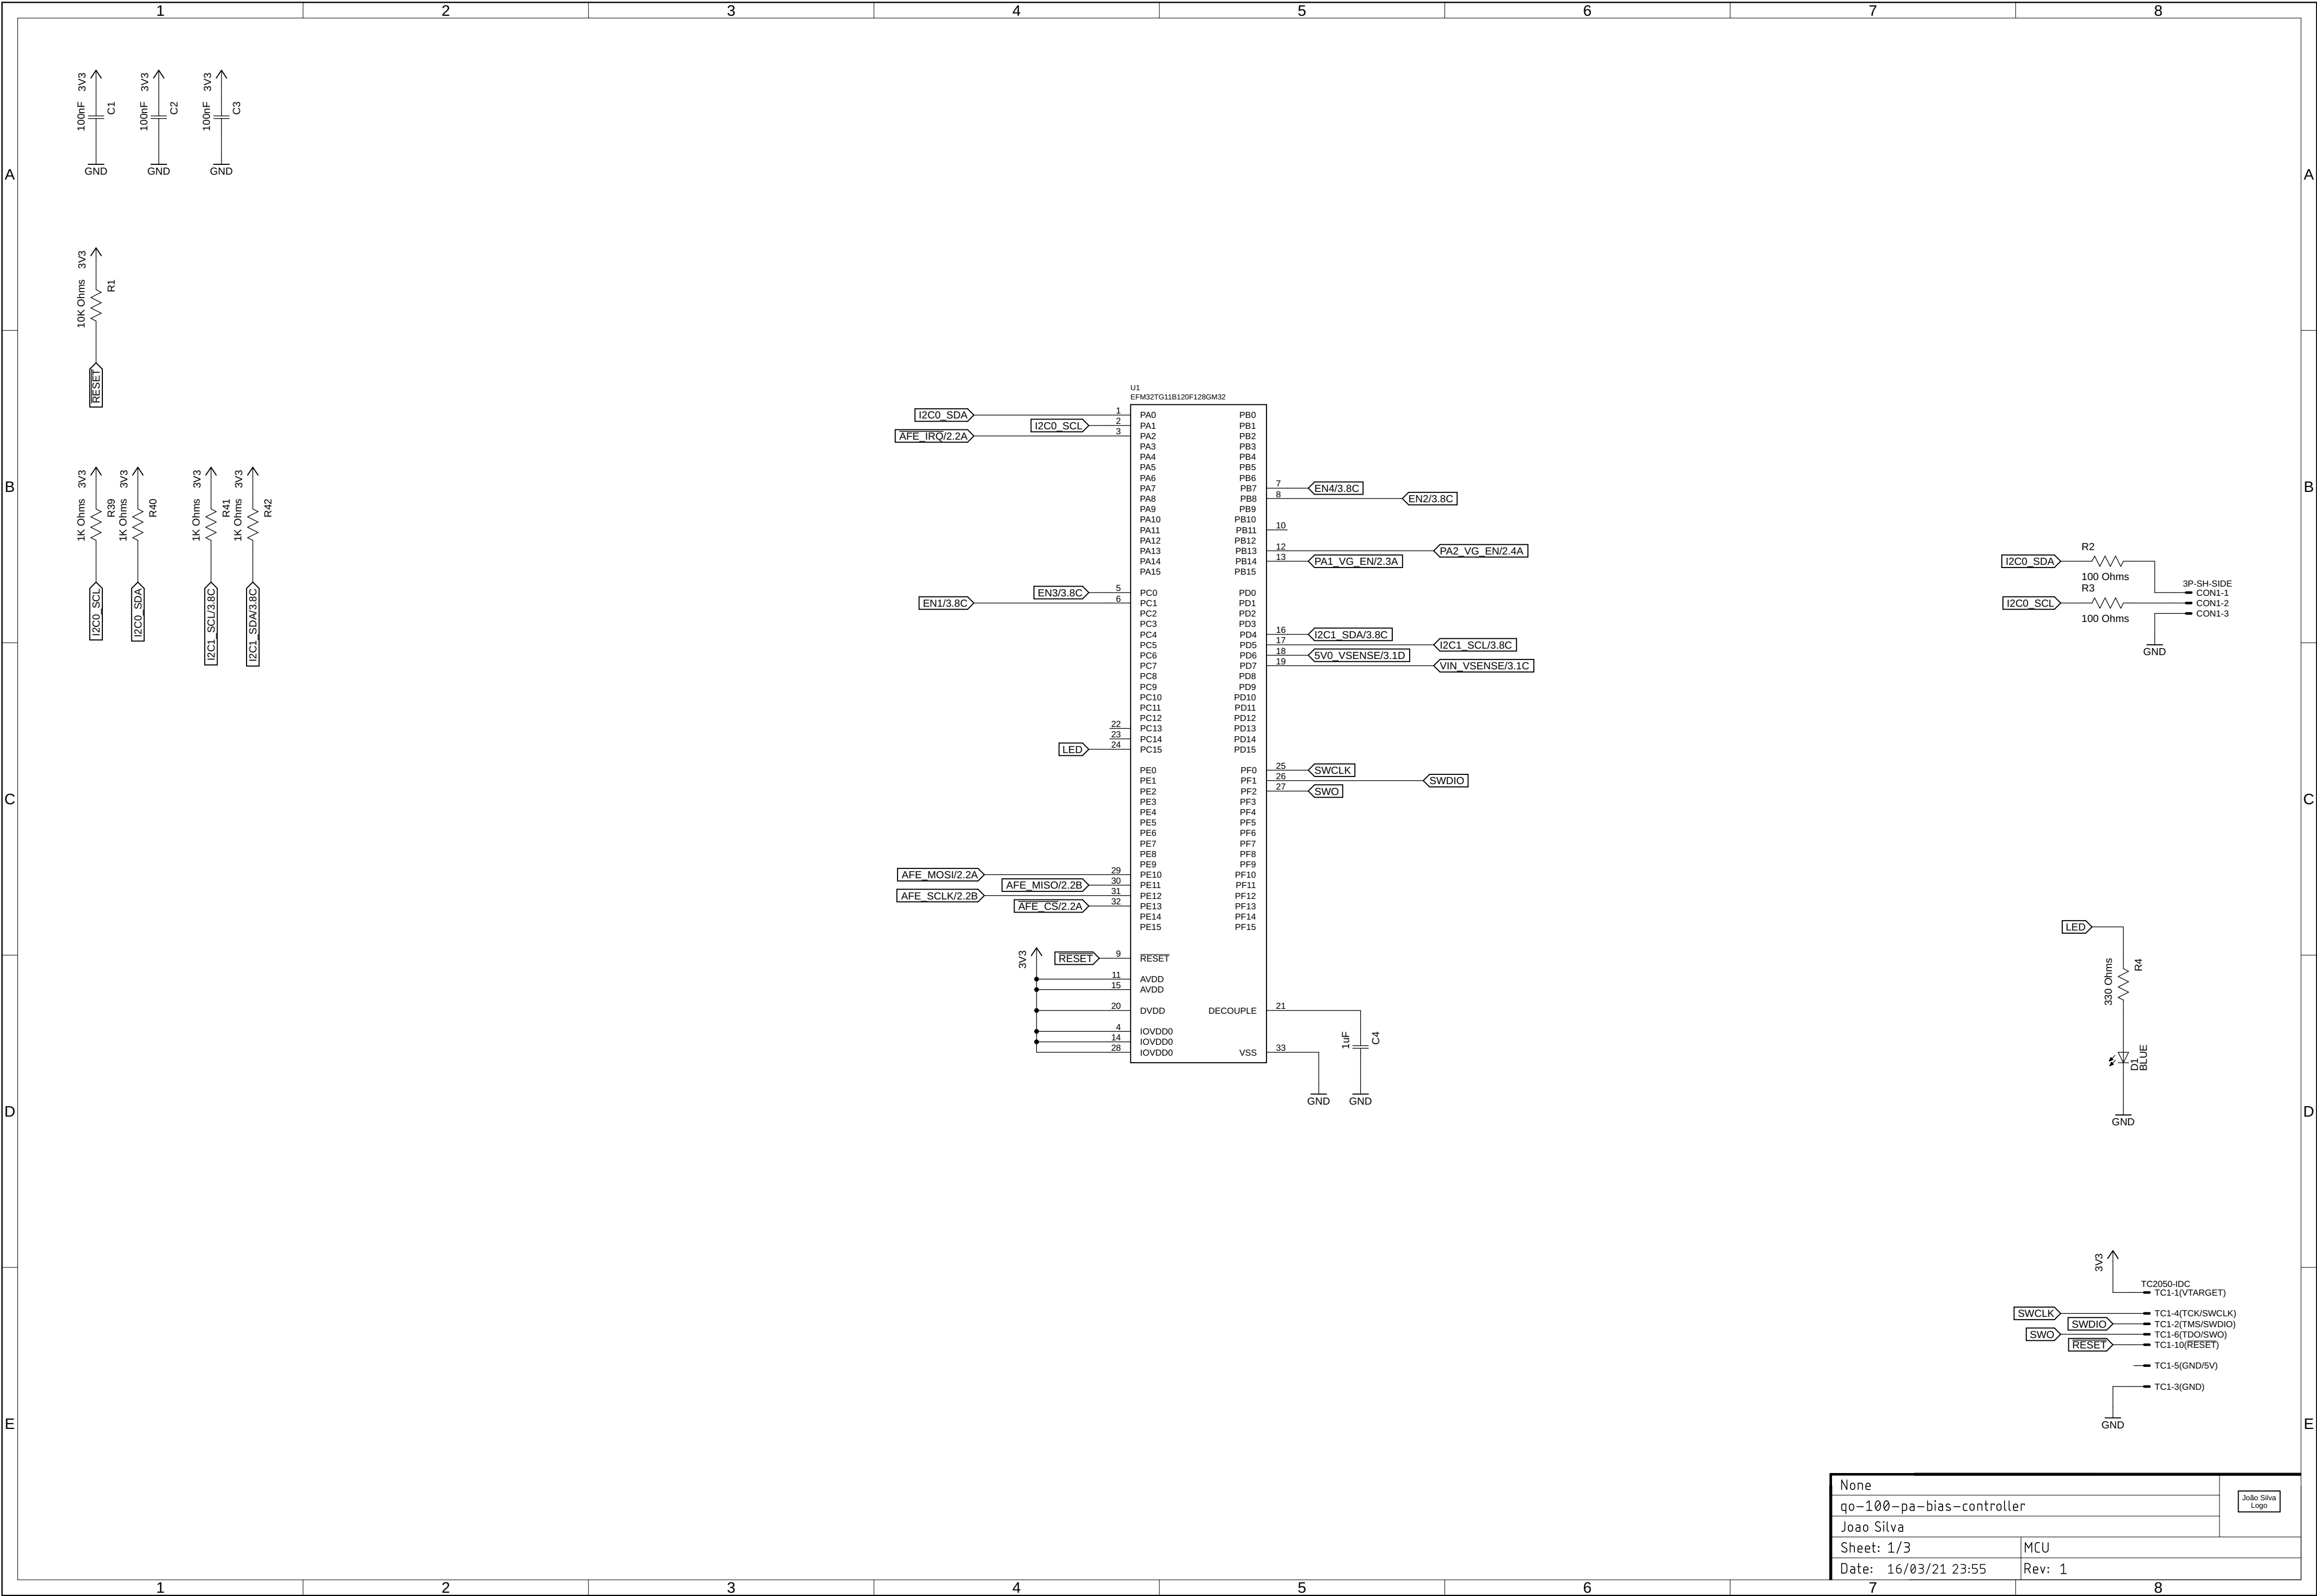 1 2 3 4 5 6 7 8
A A
B B
C C
D D
E E
3V3 3V3 3V3
100nF C1 100nF C2 100nF C3
GND GND GND
3V3
10K Ohms R1
RESET
3V3 3V3 3V3 3V3
1K Ohms R39 1K Ohms R40 1K Ohms R41 1K Ohms R42
I2C0_SCL I2C0_SDA I2C1_SCL/3.8C I2C1_SDA/3.8C
U1
EFM32TG11B120F128GM32
I2C0_SDA 1 PA0 PB0
I2C0_SCL 2 PA1 PB1
AFE_IRQ/2.2A 3 PA2 PB2
PA3 PB3
PA4 PB4
PA5 PB5
PA6 PB6
PA7 PB7 7 EN4/3.8C
PA8 PB8 8 EN2/3.8C
PA9 PB9
PA10 PB10
PA11 PB11 10
PA12 PB12
PA13 PB13 12 PA2_VG_EN/2.4A
PA14 PB14 13 PA1_VG_EN/2.3A
PA15 PB15
EN3/3.8C 5 PC0 PD0
EN1/3.8C 6 PC1 PD1
PC2 PD2
PC3 PD3
PC4 PD4 16 I2C1_SDA/3.8C
PC5 PD5 17 I2C1_SCL/3.8C
PC6 PD6 18 5V0_VSENSE/3.1D
PC7 PD7 19 VIN_VSENSE/3.1C
PC8 PD8
PC9 PD9
PC10 PD10
PC11 PD11
PC12 PD12
22 PC13 PD13
23 PC14 PD14
LED 24 PC15 PD15
PE0 PF0 25 SWCLK
PE1 PF1 26 SWDIO
PE2 PF2 27 SWO
PE3 PF3
PE4 PF4
PE5 PF5
PE6 PF6
PE7 PF7
PE8 PF8
PE9 PF9
AFE_MOSI/2.2A 29 PE10 PF10
AFE_MISO/2.2B 30 PE11 PF11
AFE_SCLK/2.2B 31 PE12 PF12
AFE_CS/2.2A 32 PE13 PF13
PE14 PF14
PE15 PF15
3V3 RESET 9 RESET
11 AVDD
15 AVDD
20 DVDD DECOUPLE 21
4 IOVDD0
14 IOVDD0
28 IOVDD0 VSS 33
1uF C4
GND GND
R2
I2C0_SDA
100 Ohms
R3
I2C0_SCL
100 Ohms
3P-SH-SIDE
CON1-1
CON1-2
CON1-3
GND
LED
330 Ohms R4
D1
BLUE
GND
3V3
TC2050-IDC
TC1-1(VTARGET)
SWCLK TC1-4(TCK/SWCLK)
SWDIO TC1-2(TMS/SWDIO)
SWO TC1-6(TDO/SWO)
RESET TC1-10(RESET)
TC1-5(GND/5V)
TC1-3(GND)
GND
None
qo-100-pa-bias-controller
Joao Silva
João Silva
Logo
Sheet: 1/3 MCU
Date: 16/03/21 23:55 Rev: 1
1 2 3 4 5 6 7 8